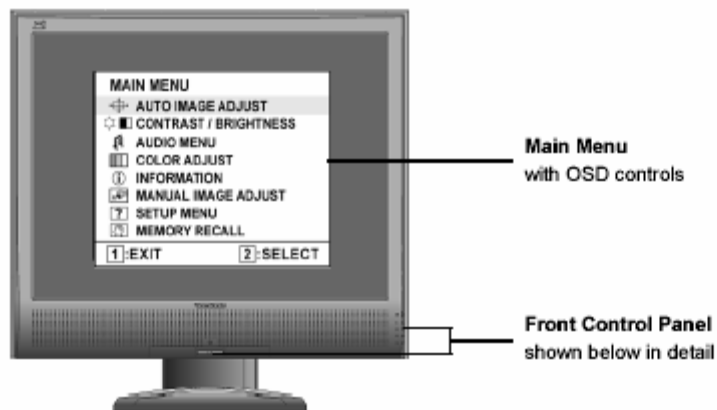 MAIN MENU
AUTO IMAGE ADJUST
CONTRAST / BRIGHTNESS
AUDIO MENU
COLOR ADJUST
INFORMATION
MANUAL IMAGE ADJUST
? SETUP MENU
MEMORY RECALL
1 :EXIT 2 :SELECT
Main Menu
with OSD controls
Front Control Panel
shown below in detail